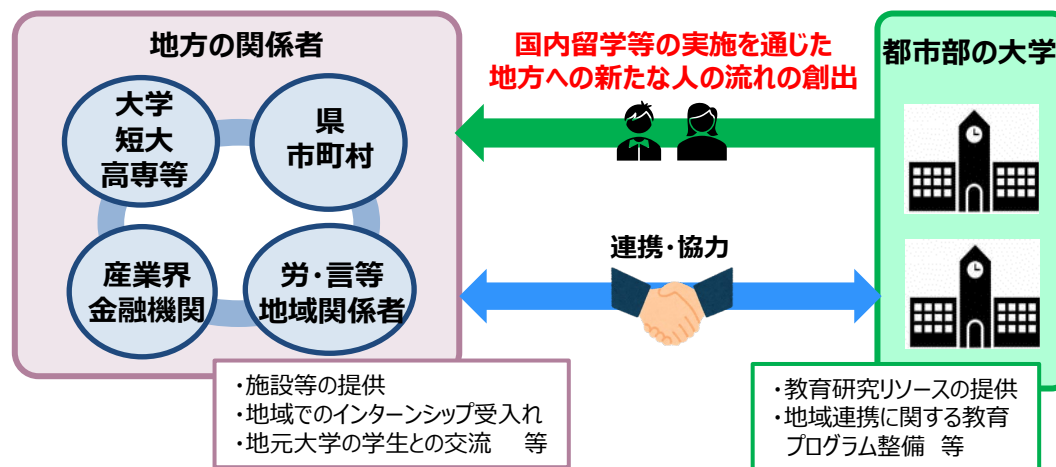 地方の関係者
大学
短大
高専等
県
市町村
産業界
金融機関
労・言等
地域関係者
・施設等の提供
・地域でのインターンシップ受入れ
・地元大学の学生との交流　等
国内留学等の実施を通じた
地方への新たな人の流れの創出
連携・協力
都市部の大学
・教育研究リソースの提供
・地域連携に関する教育
プログラム整備　等